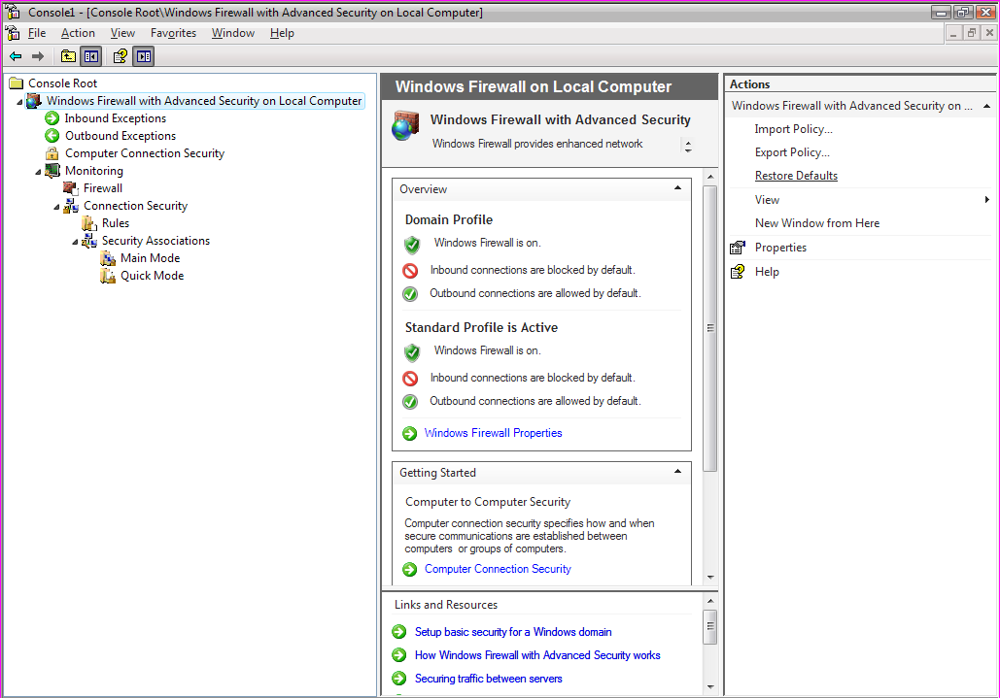 Console1 - [Console Root\Windows Firewall with Advanced Security on Local Computer]
File Action View Favorites Window Help
Console Root
Windows Firewall with Advanced Security on Local Computer
Inbound Exceptions
Outbound Exceptions
Computer Connection Security
Monitoring
Firewall
Connection Security
Rules
Security Associations
Main Mode
Quick Mode
Windows Firewall on Local Computer
Windows Firewall with Advanced Security
Windows Firewall provides enhanced network
Overview
Domain Profile
Windows Firewall is on.
Inbound connections are blocked by default.
Outbound connections are allowed by default.
Standard Profile is Active
Windows Firewall is on.
Inbound connections are blocked by default.
Outbound connections are allowed by default.
Windows Firewall Properties
Getting Started
Computer to Computer Security
Computer connection security specifies how and when
secure communications are established between
computers or groups of computers.
Computer Connection Security
Links and Resources
Setup basic security for a Windows domain
How Windows Firewall with Advanced Security works
Securing traffic between servers
Actions
Windows Firewall with Advanced Security on ...
Import Policy...
Export Policy...
Restore Defaults
View
New Window from Here
Properties
Help